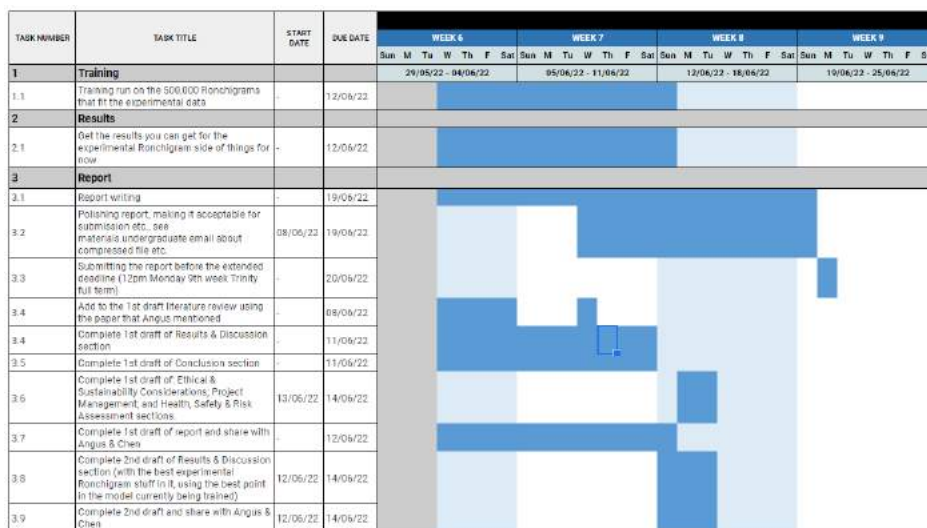 TASK NUMBER TASK TITLE START DATE DUE DATE WEEK 6 WEEK 7 WEEK 8 WEEK 9
Sun M Tu W Th F Sat Sun M Tu W Th F Sat Sun M Tu W Th F Sat Sun M Tu W Th F S
1 Training 29/05/22 - 04/06/22 05/06/22 - 11/06/22 12/06/22 - 18/06/22 19/06/22 - 25/06/22
1.1 Training run on the 500,000 Ronchigrams - 12/06/22
that fit the experimental data
2 Results
2.1 Get the results you can get for the - 12/06/22
experimental Ronchigram side of things for
now
3 Report
3.1 Report writing - 19/06/22
3.2 Polishing report, making it acceptable for 08/06/22 19/06/22
submission etc., see
materials.undergraduate email about
compressed file etc.
3.3 Submitting the report before the extended - 20/06/22
deadline (12pm Monday 9th week Trinity
full term)
3.4 Add to the 1st draft literature review using - 08/06/22
the paper that Angus mentioned
3.4 Complete 1st draft of Results & Discussion - 11/06/22
section
3.5 Complete 1st draft of Conclusion section - 11/06/22
3.6 Complete 1st draft of: Ethical & 13/06/22 14/06/22
Sustainability Considerations; Project
Management; and Health, Safety & Risk
Assessment sections
3.7 Complete 1st draft of report and share with - 12/06/22
Angus & Chen
3.8 Complete 2nd draft of Results & Discussion 12/06/22 14/06/22
section (with the best experimental
Ronchigram stuff in it, using the best point
in the model currently being trained)
3.9 Complete 2nd draft and share with Angus & 12/06/22 14/06/22
Chen